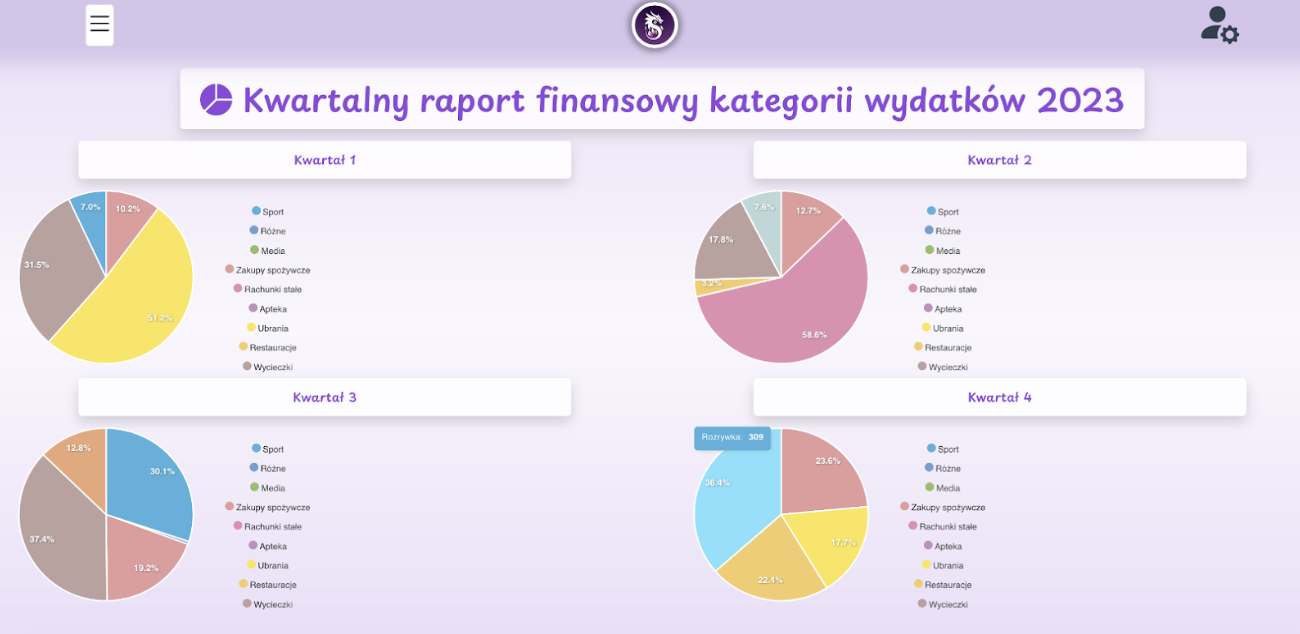 Kwartalny raport finansowy kategorii wydatków 2023
Kwartał 1
7.0%
10.2%
31.5%
51.2%
Sport
Różne
Media
Zakupy spożywcze
Rachunki stałe
Apteka
Ubrania
Restauracje
Wycieczki
Kwartał 2
7.6%
12.7%
17.8%
3.2%
58.6%
Sport
Różne
Media
Zakupy spożywcze
Rachunki stałe
Apteka
Ubrania
Restauracje
Wycieczki
Kwartał 3
12.8%
30.1%
37.4%
19.2%
Sport
Różne
Media
Zakupy spożywcze
Rachunki stałe
Apteka
Ubrania
Restauracje
Wycieczki
Kwartał 4
Rozrywka: 309
23.6%
36.4%
17.7%
22.4%
Sport
Różne
Media
Zakupy spożywcze
Rachunki stałe
Apteka
Ubrania
Restauracje
Wycieczki